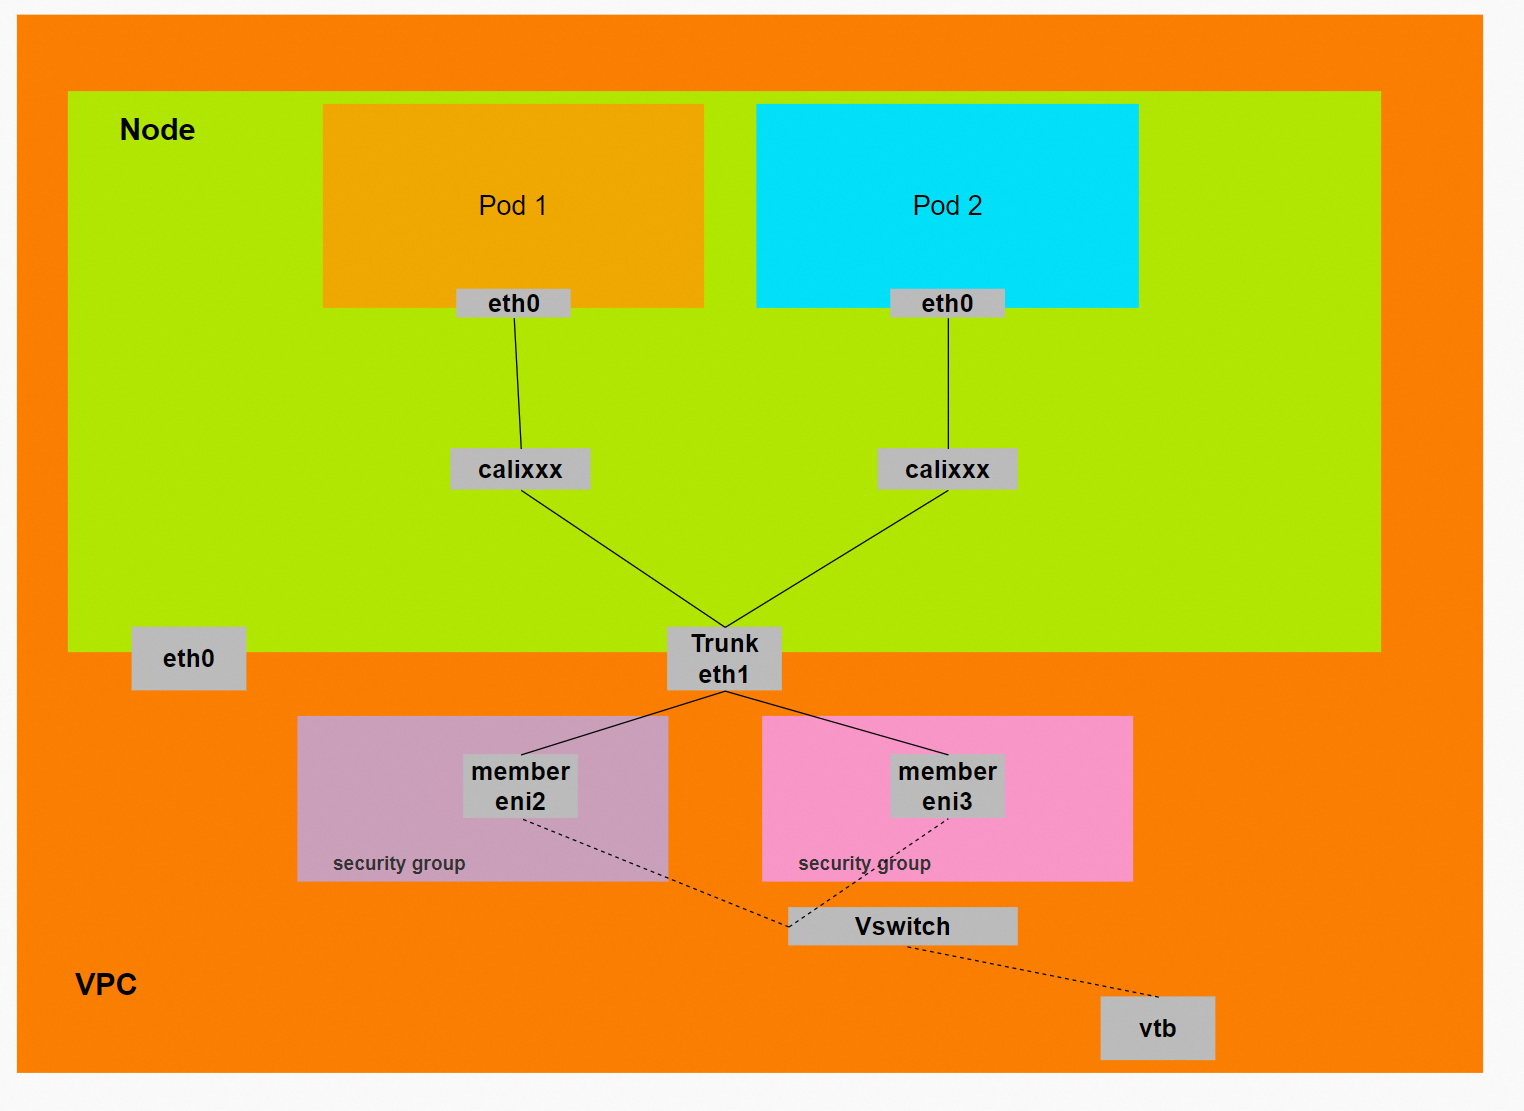 Node
Pod 1
Pod 2
eth0
eth0
calixxx
calixxx
eth0
Trunk
eth1
member
eni2
member
eni3
security group
security group
Vswitch
VPC
vtb